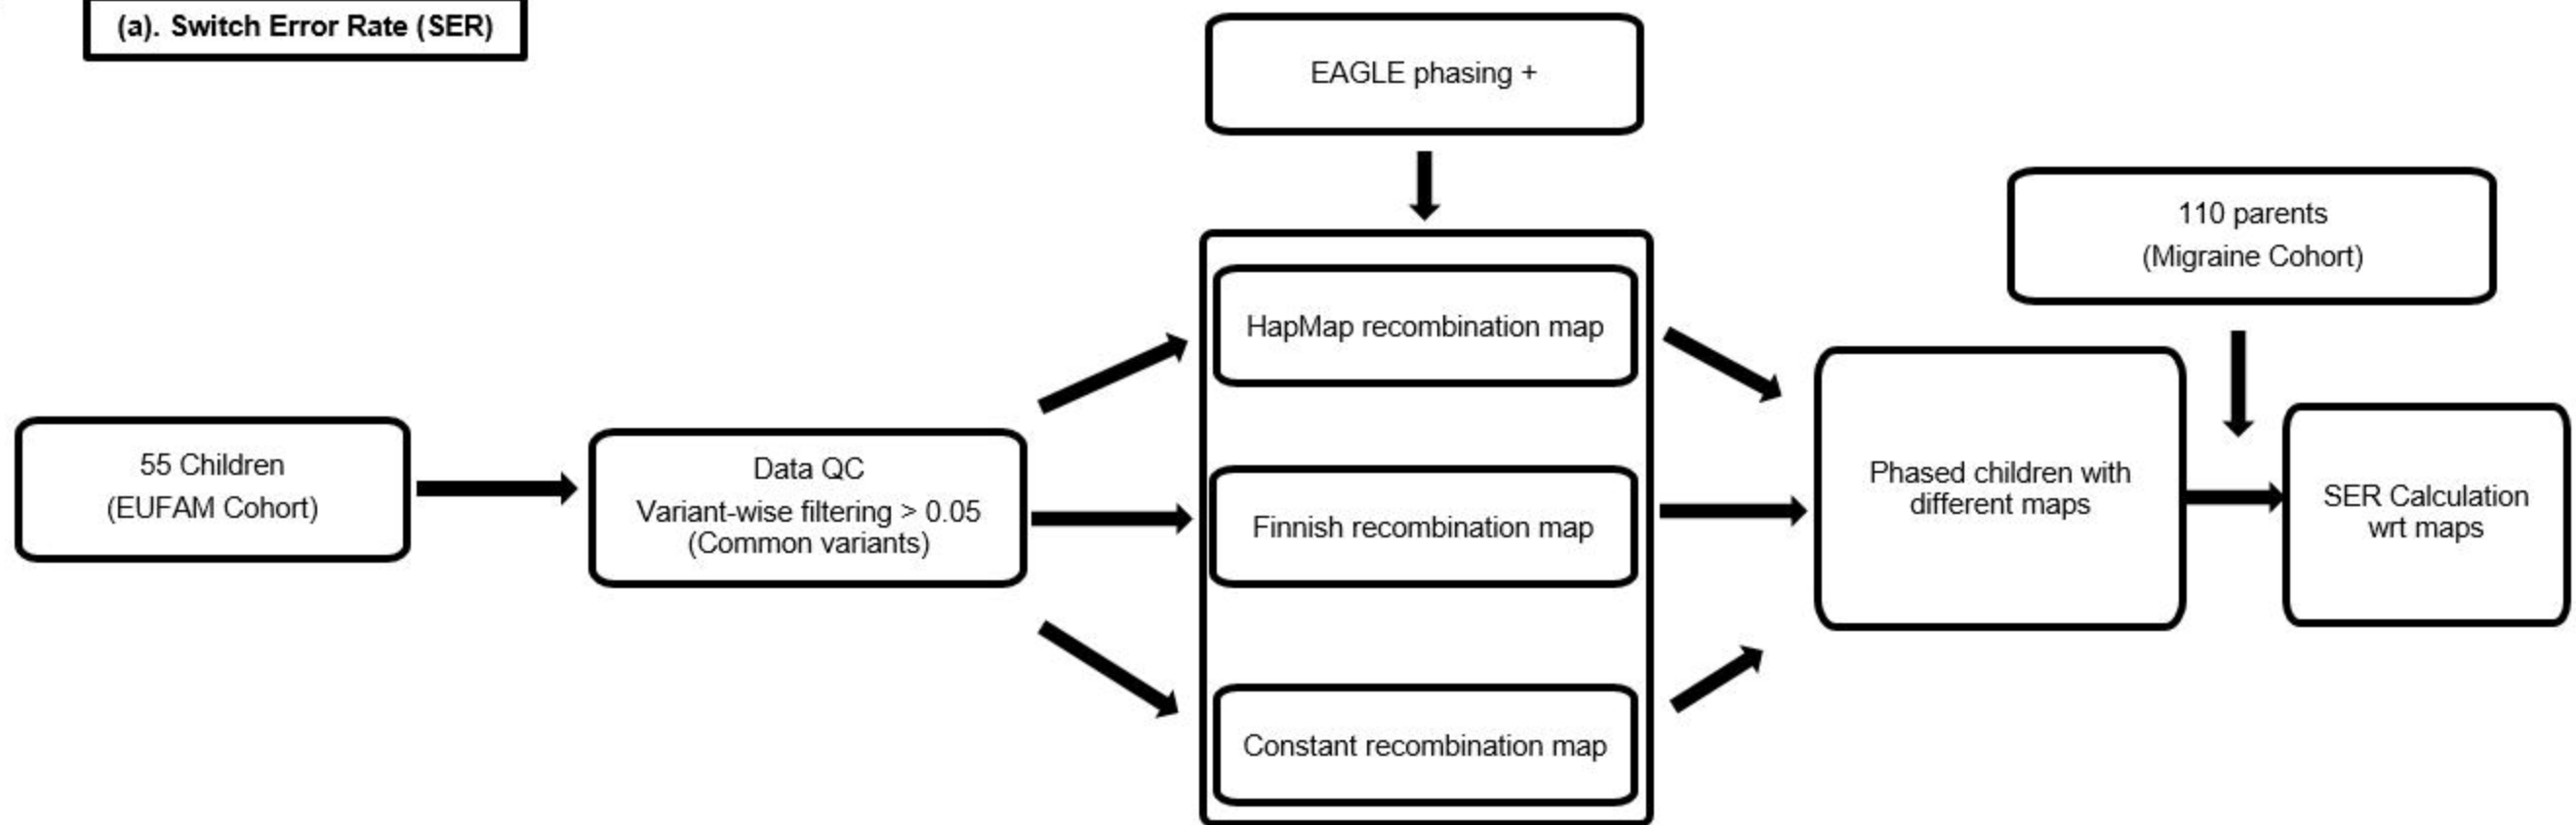 (a). Switch Error Rate (SER)
EAGLE phasing +
110 parents
(Migraine Cohort)
HapMap recombination map
55 Children
(EUFAM Cohort)
Data QC
Variant-wise filtering > 0.05
(Common variants)
Finnish recombination map
Phased children with
different maps
SER Calculation
wrt maps
Constant recombination map